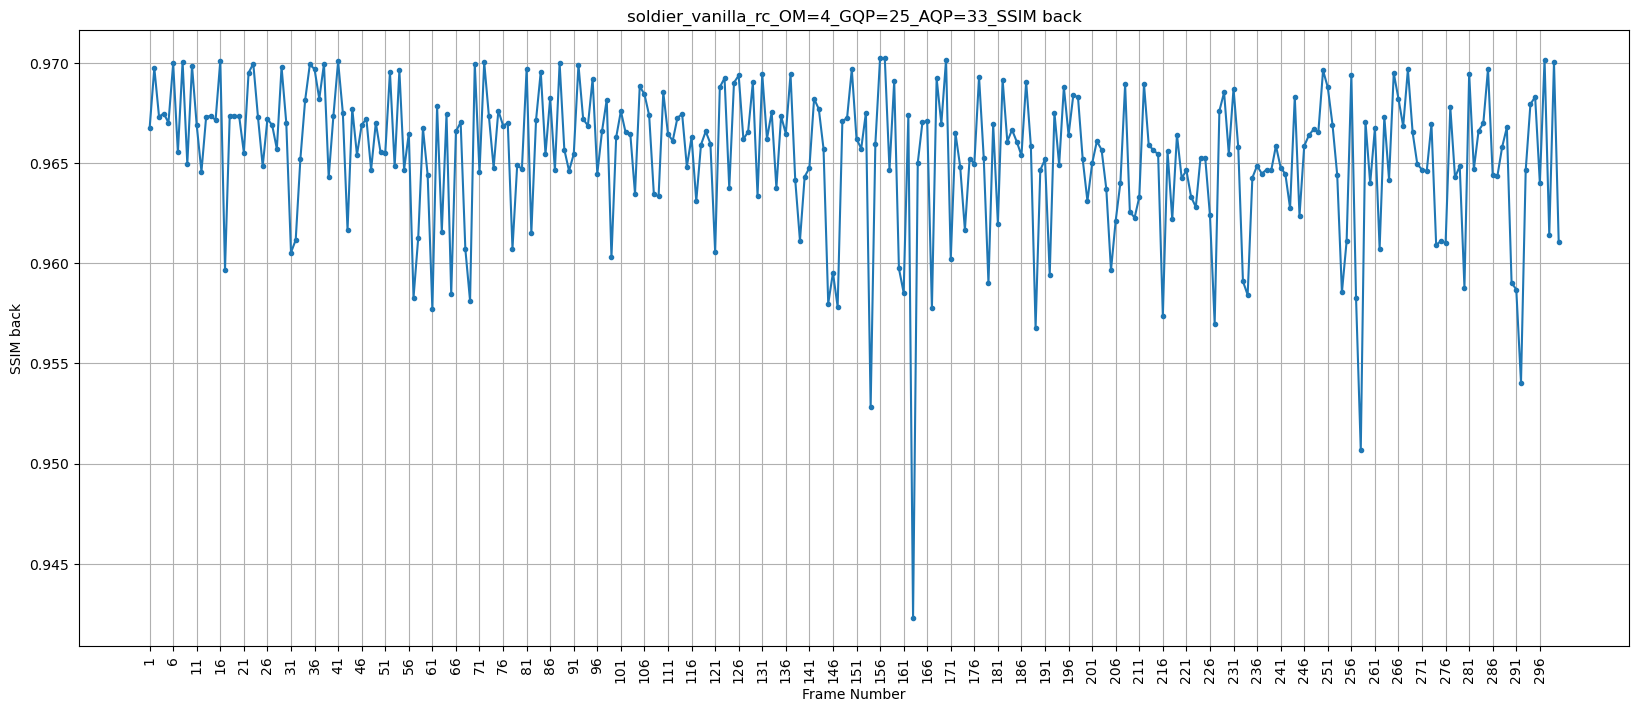 soldier_vanilla_rc_OM=4_GQP=25_AQP=33_SSIM back
SSIM back
0.970
0.965
0.960
0.955
0.950
0.945
1 6 11 16 21 26 31 36 41 46 51 56 61 66 71 76 81 86 91 96 101 106 111 116 121 126 131 136 141 146 151 156 161 166 171 176 181 186 191 196 201 206 211 216 221 226 231 236 241 246 251 256 261 266 271 276 281 286 291 296
Frame Number